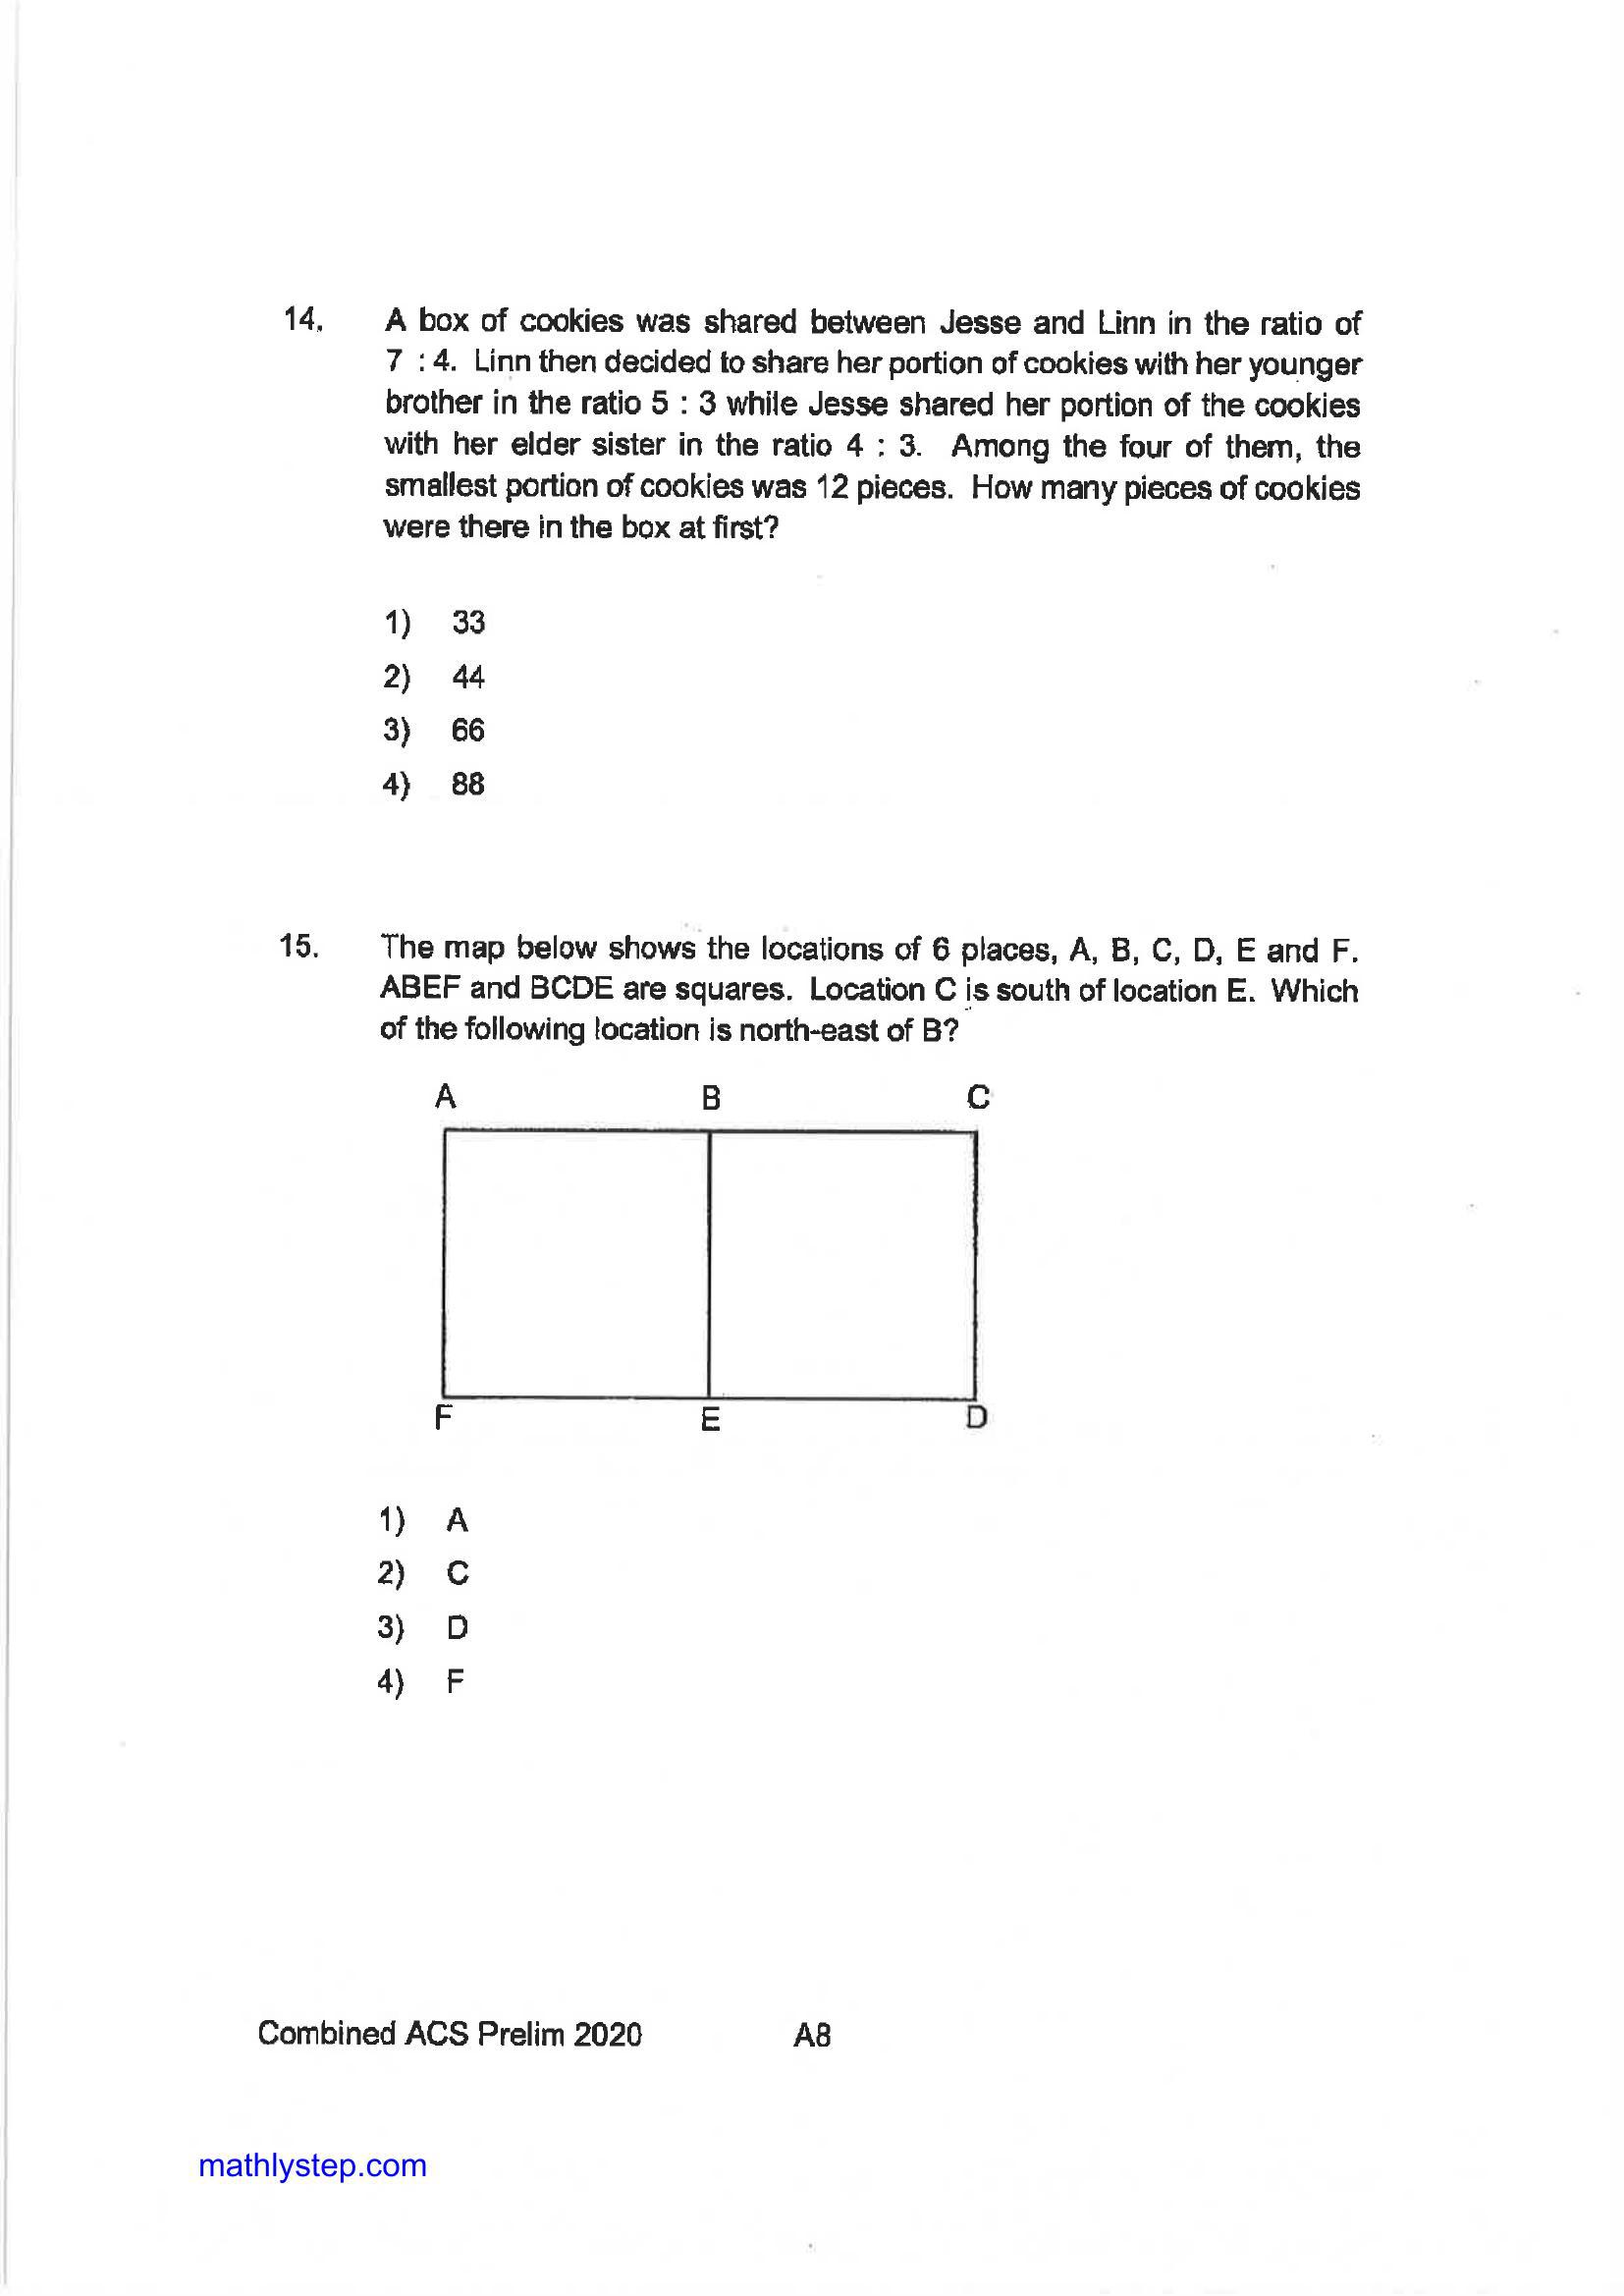 14. A box of cookies was shared between Jesse and Linn in the ratio of
7 : 4. Linn then decided to share her portion of cookies with her younger
brother in the ratio 5 : 3 while Jesse shared her portion of the cookies
with her elder sister in the ratio 4 : 3. Among the four of them, the
smallest portion of cookies was 12 pieces. How many pieces of cookies
were there in the box at first?
1) 33
2) 44
3) 66
4) 88
15. The map below shows the locations of 6 places, A, B, C, D, E and F.
ABEF and BCDE are squares. Location C is south of location E. Which
of the following location is north-east of B?
A B C
F E D
1) A
2) C
3) D
4) F
Combined ACS Prelim 2020 A8
mathlystep.com